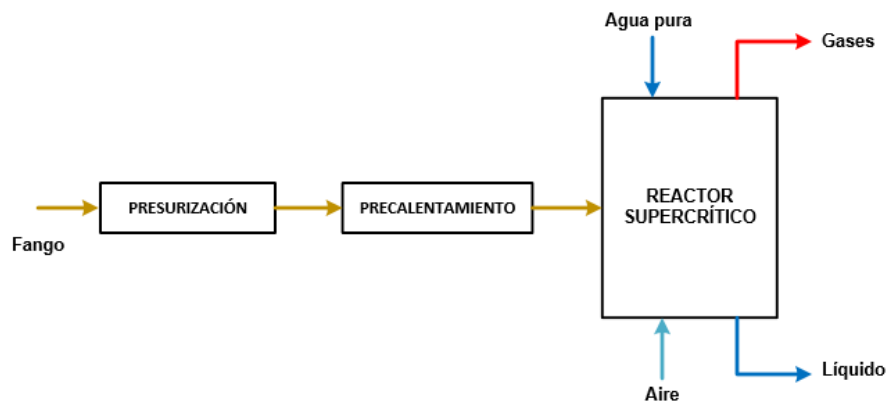 Agua pura
Gases
PRESURIZACIÓN
PRECALENTAMIENTO
REACTOR
SUPERCRÍTICO
Fango
Líquido
Aire